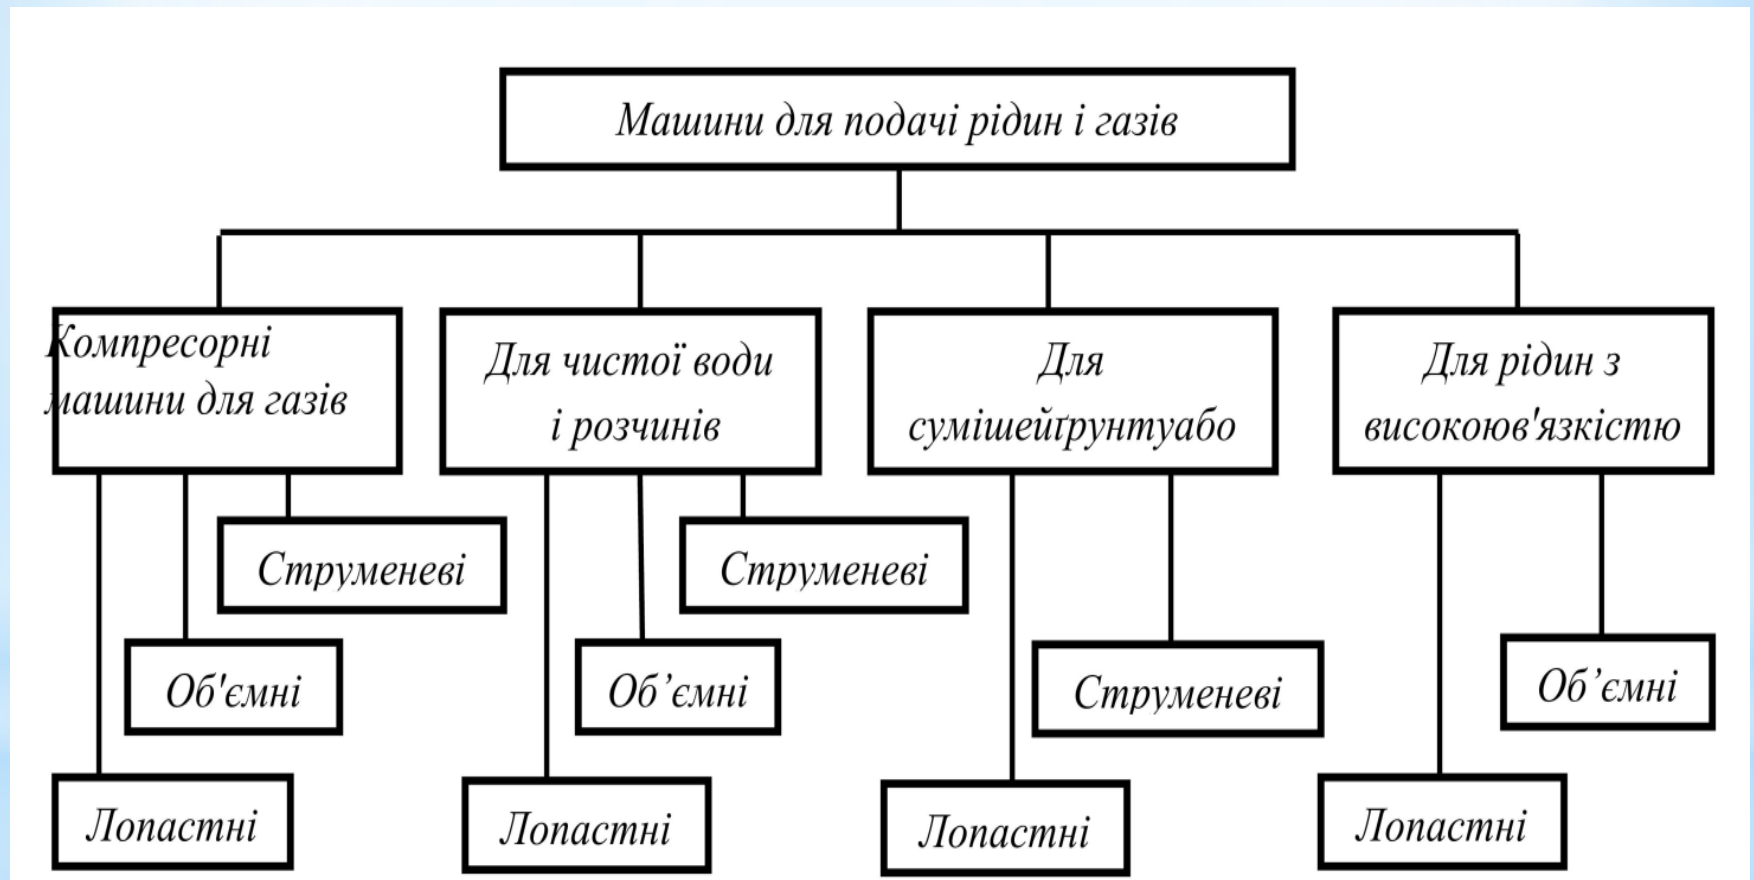 Машини для подачі рідин і газів
Компресорні
машини для газів
Для чистої води
і розчинів
Для
сумішейґрунтуабо
Для рідин з
високоюв'язкістю
Струменеві
Струменеві
Об'ємні
Об’ємні
Струменеві
Об’ємні
Лопастні
Лопастні
Лопастні
Лопастні